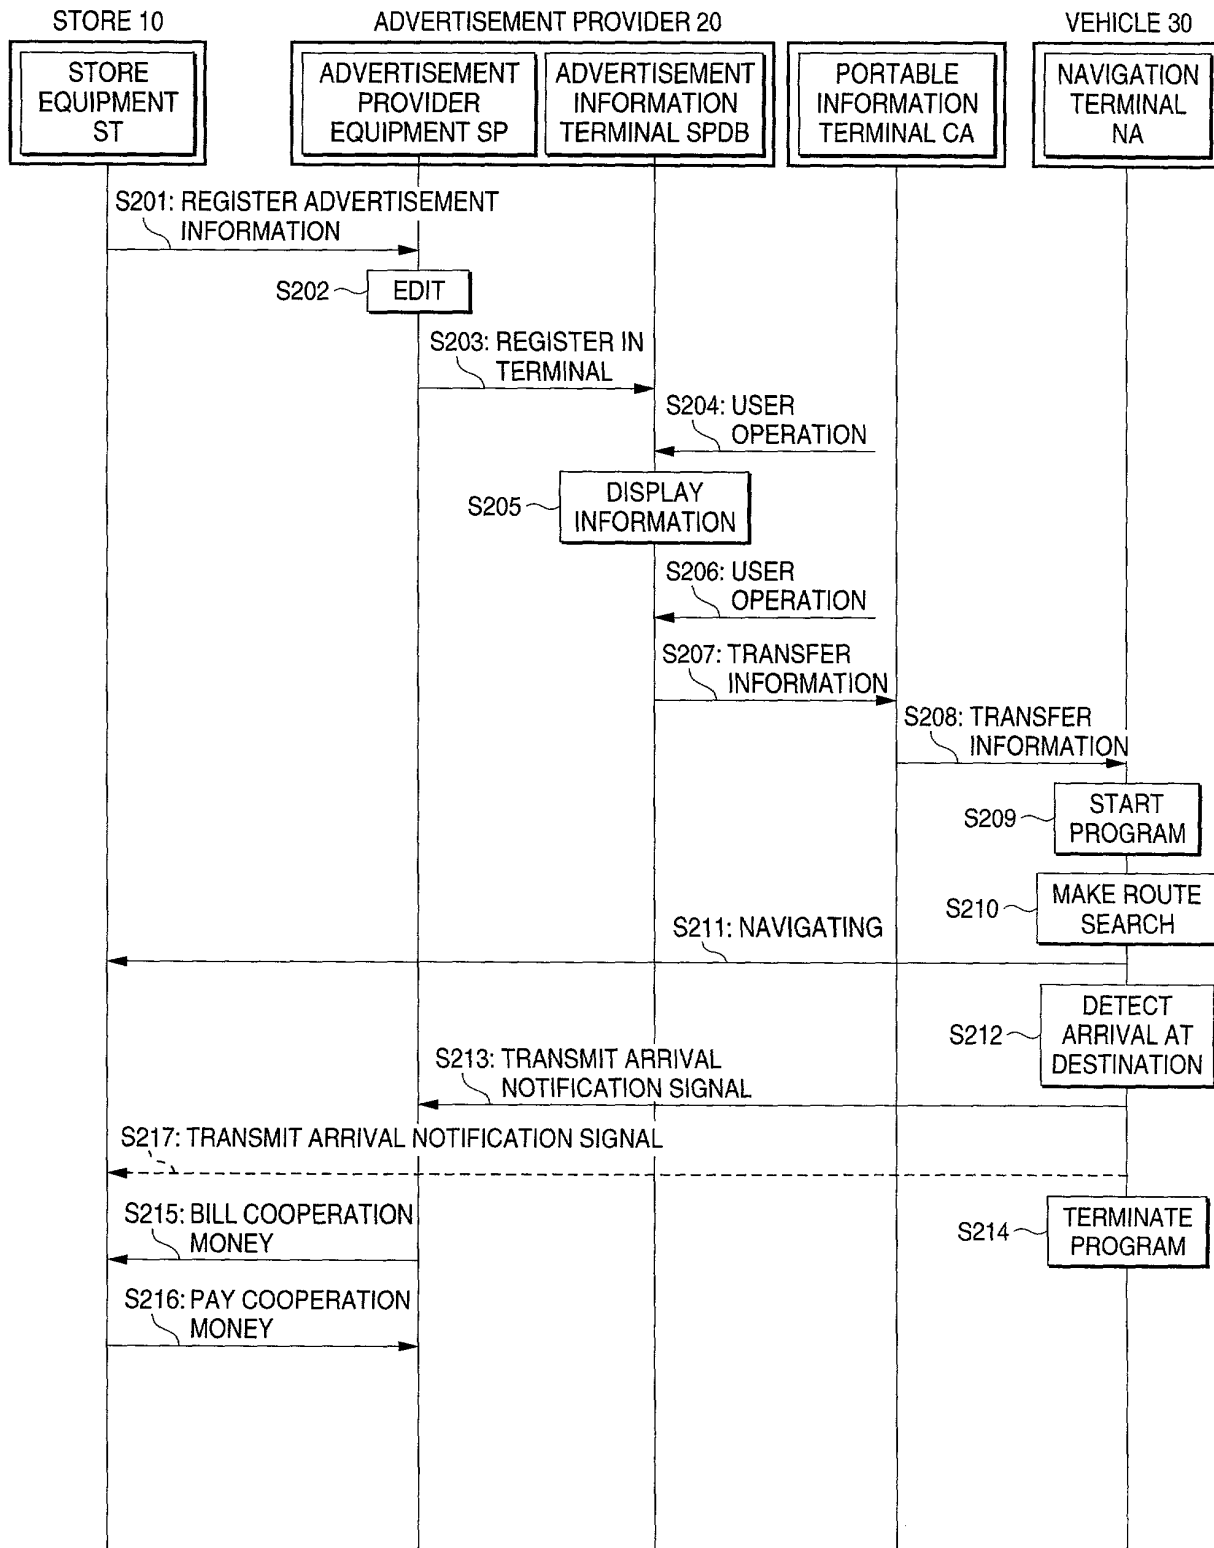 STORE 10
ADVERTISEMENT PROVIDER 20
VEHICLE 30
STORE
EQUIPMENT
ST
ADVERTISEMENT
PROVIDER
EQUIPMENT SP
ADVERTISEMENT
INFORMATION
TERMINAL SPDB
PORTABLE
INFORMATION
TERMINAL CA
NAVIGATION
TERMINAL
NA
S201: REGISTER ADVERTISEMENT
INFORMATION
S202
EDIT
S203: REGISTER IN
TERMINAL
S204: USER
OPERATION
S205
DISPLAY
INFORMATION
S206: USER
OPERATION
S207: TRANSFER
INFORMATION
S208: TRANSFER
INFORMATION
S209
START
PROGRAM
S210
MAKE ROUTE
SEARCH
S211: NAVIGATING
S212
DETECT
ARRIVAL AT
DESTINATION
S213: TRANSMIT ARRIVAL
NOTIFICATION SIGNAL
S217: TRANSMIT ARRIVAL NOTIFICATION SIGNAL
S215: BILL COOPERATION
MONEY
S214
TERMINATE
PROGRAM
S216: PAY COOPERATION
MONEY